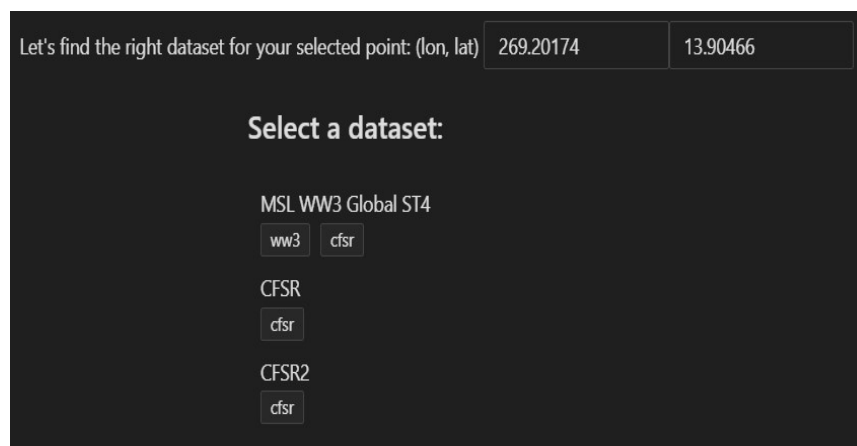 Let's find the right dataset for your selected point: (lon, lat) 269.20174 13.90466
Select a dataset:
MSL WW3 Global ST4
ww3 cfsr
CFSR
cfsr
CFSR2
cfsr